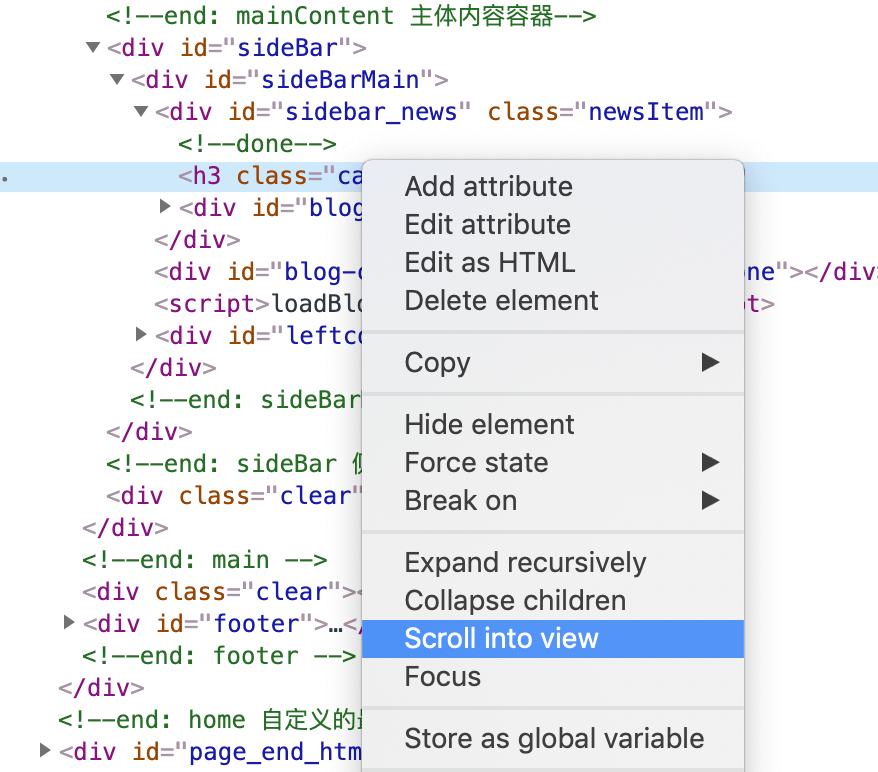 <!--end: mainContent 主体内容容器-->
▼<div id="sideBar">
▼<div id="sideBarMain">
▼<div id="sidebar_news" class="newsItem">
<!--done-->
<h3 class="ca
▶<div id="blog
</div>
<div id="blog-c one"></div
<script>loadBlo pt>
▶<div id="leftco
</div>
<!--end: sideBar
</div>
<!--end: sideBar
<div class="clear"
</div>
<!--end: main -->
<div class="clear"><
▶<div id="footer">…</
<!--end: footer -->
</div>
<!--end: home 自定义的
▶<div id="page_end_htm
Add attribute
Edit attribute
Edit as HTML
Delete element
Copy ▶
Hide element
Force state ▶
Break on ▶
Expand recursively
Collapse children
Scroll into view
Focus
Store as global variable